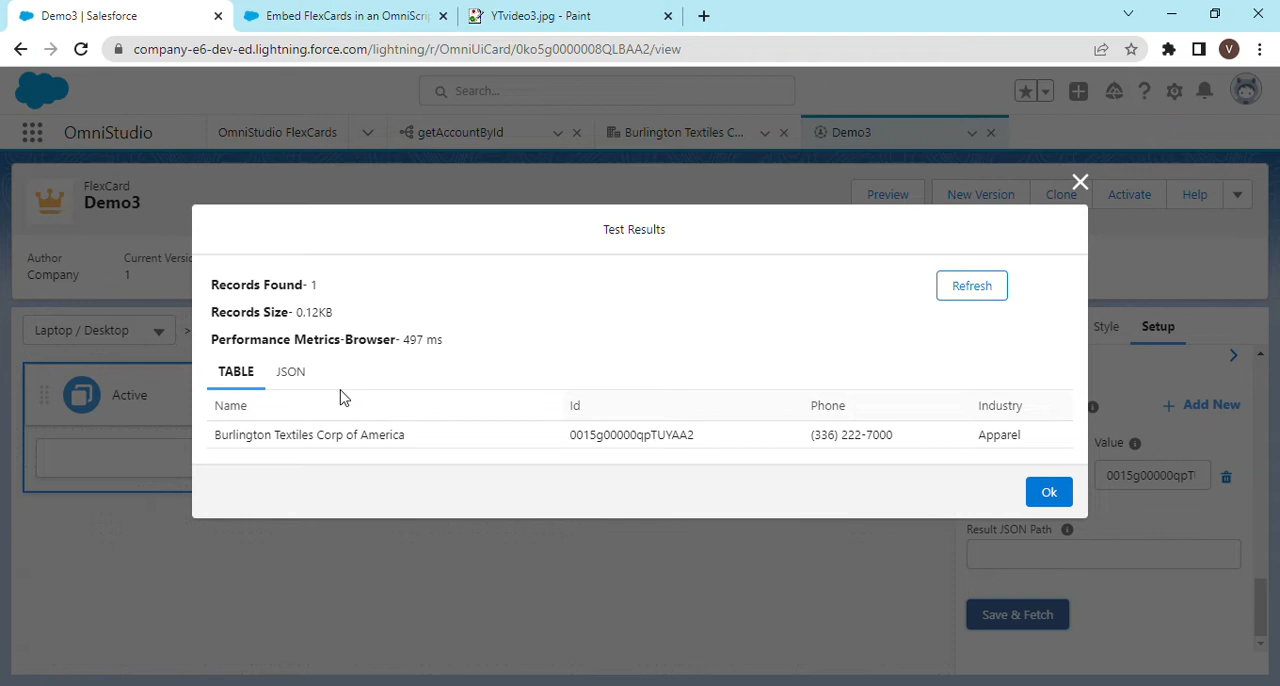 Demo3 | Salesforce
Embed FlexCards in an OmniScrip
YTvideo3.jpg - Paint
company-e6-dev-ed.lightning.force.com/lightning/r/OmniUiCard/0ko5g0000008QLBAA2/view
V
Search...
OmniStudio
OmniStudio FlexCards
getAccountById
Burlington Textiles C...
Demo3
FlexCard
Demo3
Preview
New Version
Clone
Activate
Help
Author
Company
Current Versio
1
Test Results
Records Found- 1
Records Size- 0.12KB
Performance Metrics-Browser- 497 ms
Refresh
TABLE JSON
Name Id Phone Industry
Burlington Textiles Corp of America 0015g00000qpTUYAA2 (336) 222-7000 Apparel
Ok
Laptop / Desktop
>
Active
Style
Setup
Add New
Value
0015g00000qpT
Result JSON Path
Save & Fetch